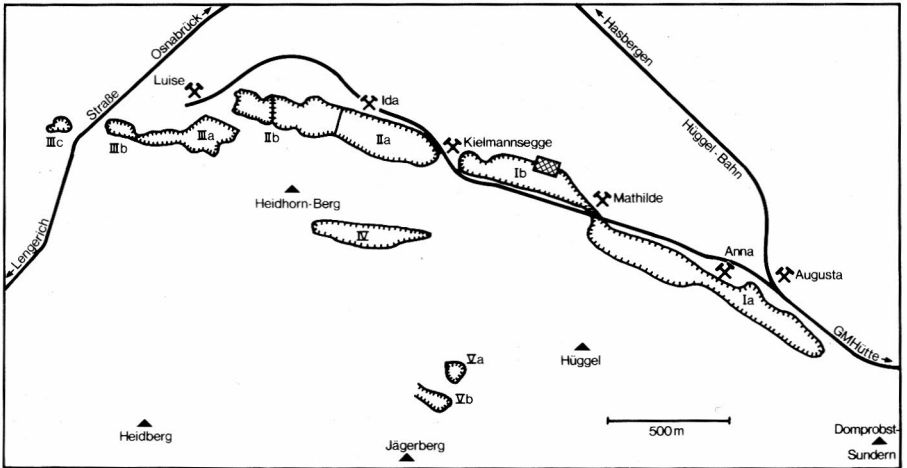 Osnabrück
Hasbergen
Straße
Luise
Ida
IIIc
IIIb
IIIa
IIb
IIa
Kielmannsegge
Ib
Hüggel-Bahn
Heidhorn-Berg
Mathilde
Lengerich
IV
Anna
Augusta
Ia
GMHütte
Va
Hüggel
Vb
500 m
Heidberg
Jägerberg
Domprobst-
Sundern